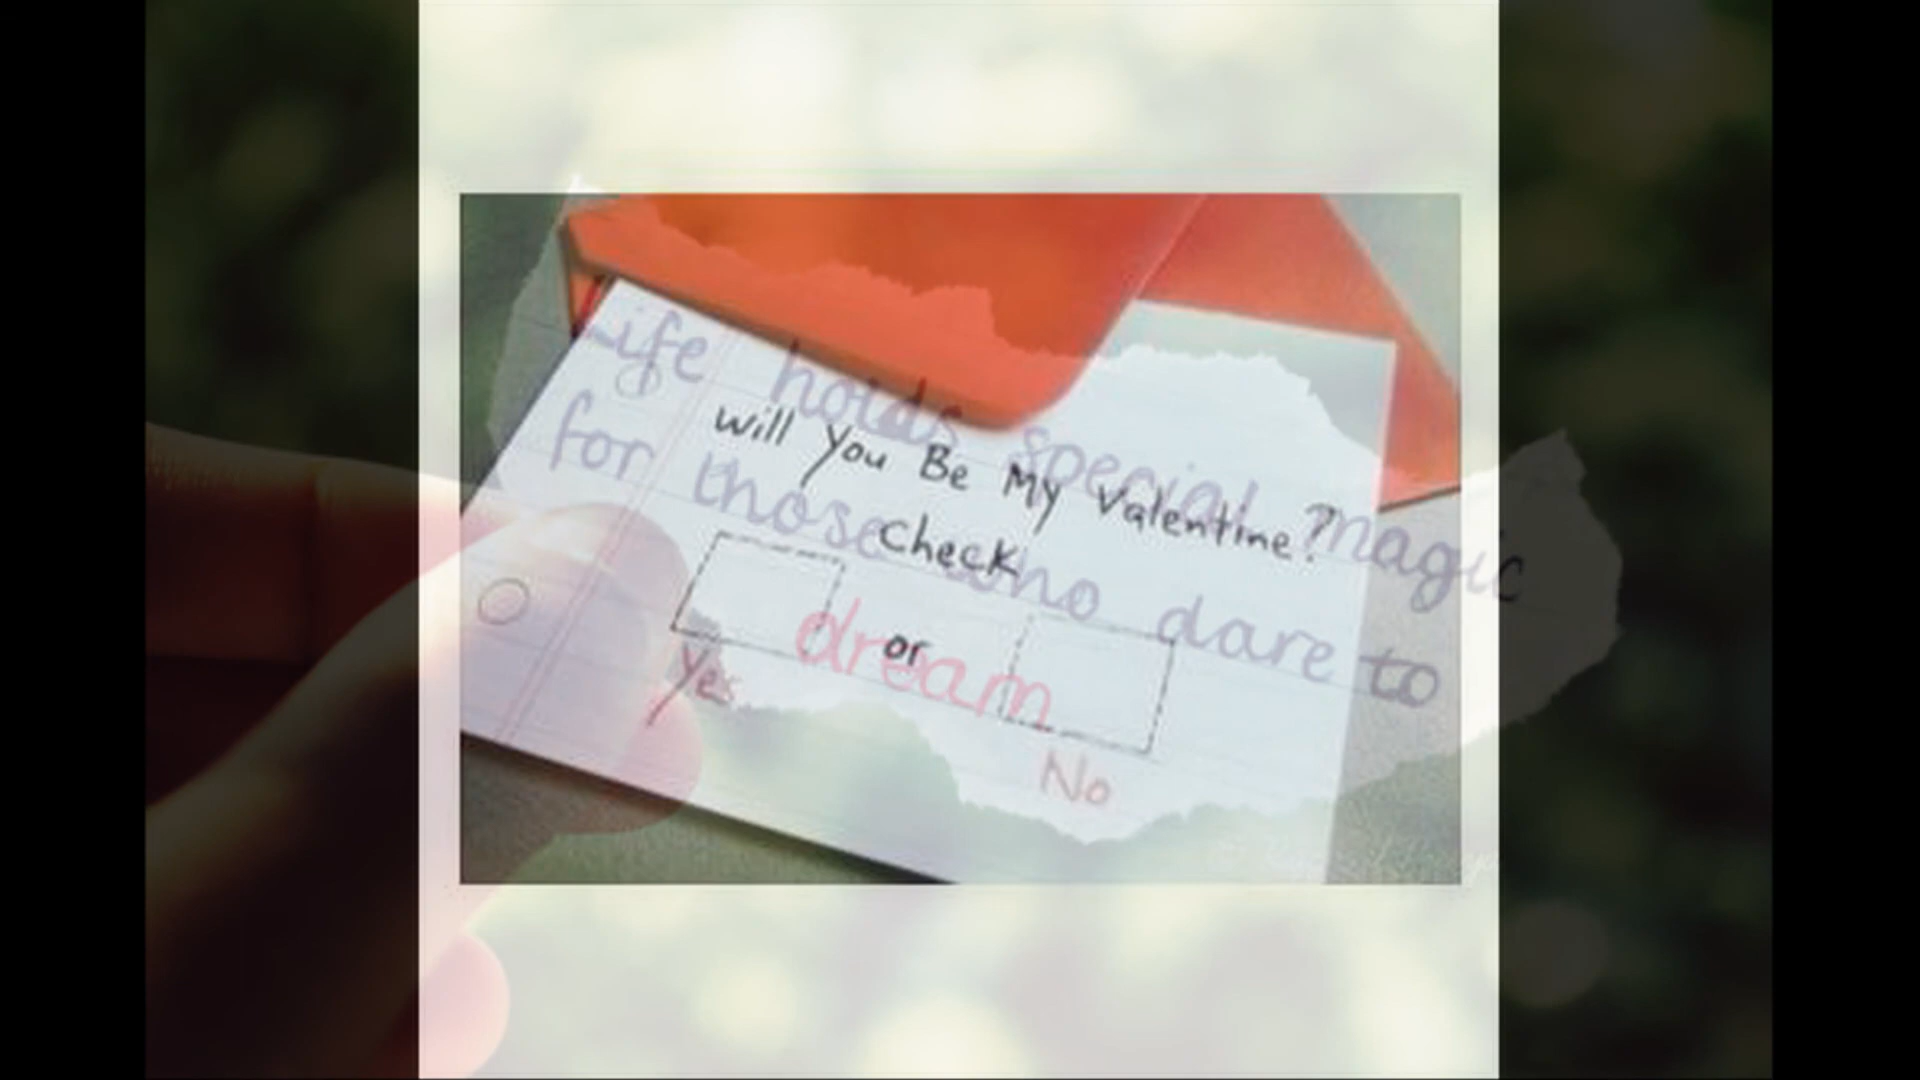 Will You Be My Valentine?
Check
or
Yes
No
Life holds special magic
for those who dare to
dream